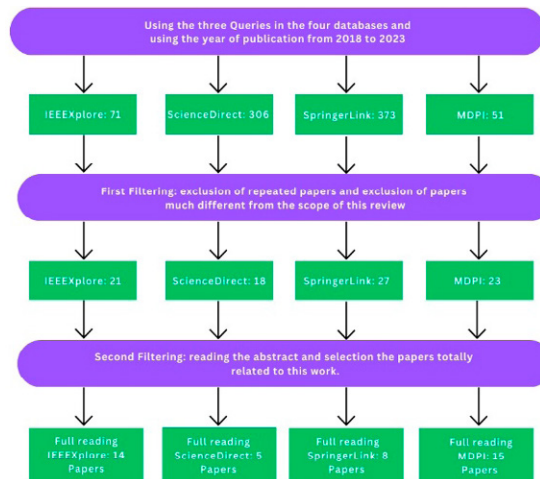 Using the three Queries in the four databases and
using the year of publication from 2018 to 2023
IEEEXplore: 71
ScienceDirect: 306
SpringerLink: 373
MDPI: 51
First Filtering: exclusion of repeated papers and exclusion of papers
much different from the scope of this review
IEEEXplore: 21
ScienceDirect: 18
SpringerLink: 27
MDPI: 23
Second Filtering: reading the abstract and selection the papers totally
related to this work.
Full reading
IEEEXplore: 14
Papers
Full reading
ScienceDirect: 5
Papers
Full reading
SpringerLink: 8
Papers
Full reading
MDPI: 15
Papers